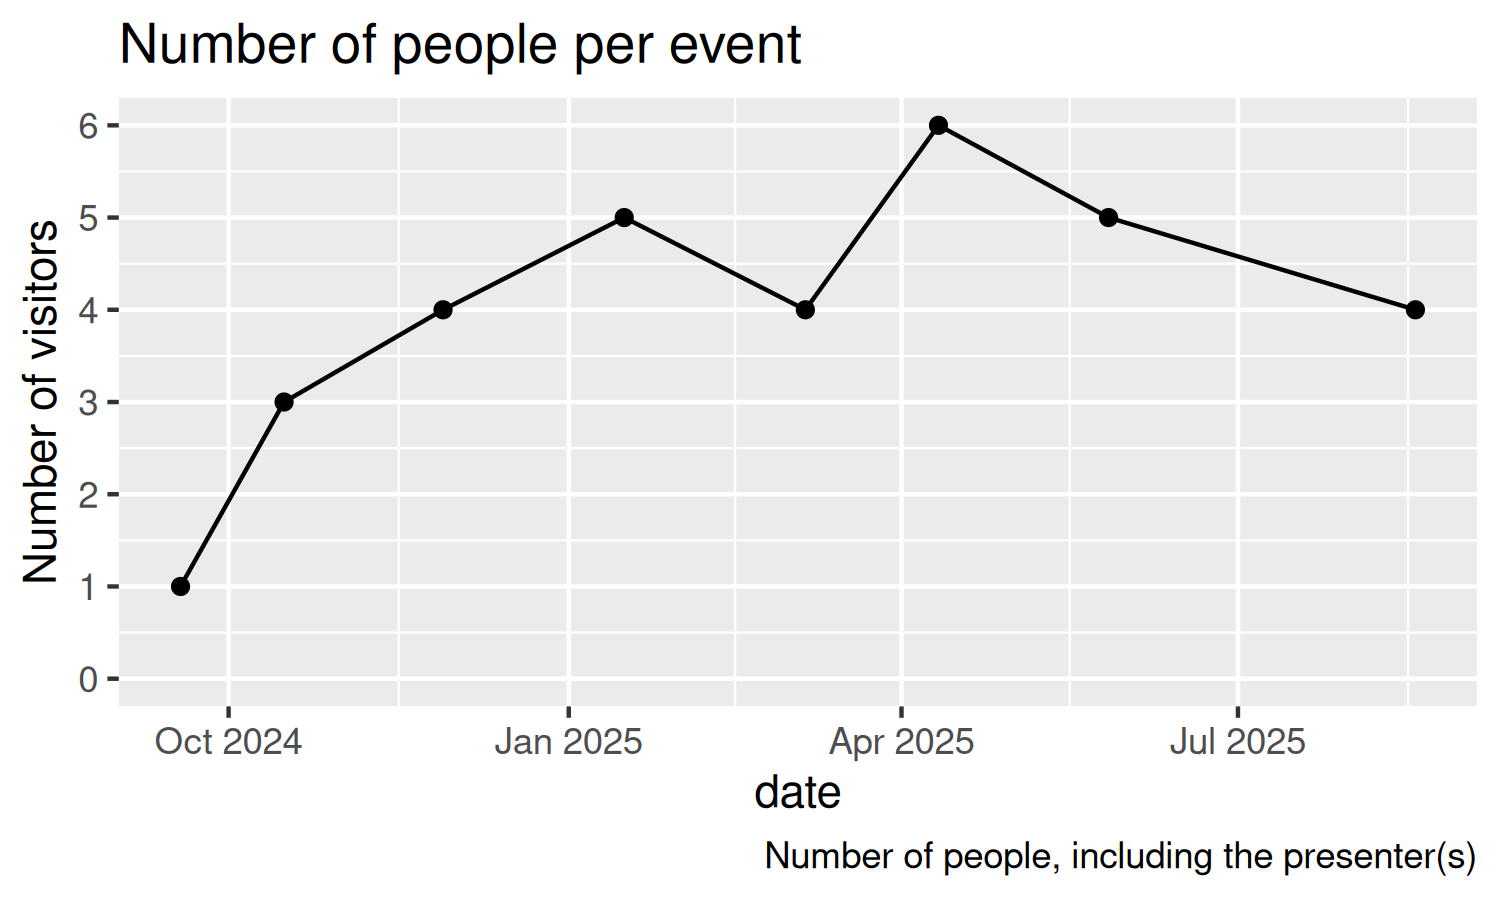 Number of people per event
Number of visitors
6
5
4
3
2
1
0
Oct 2024 Jan 2025 Apr 2025 Jul 2025
date
Number of people, including the presenter(s)